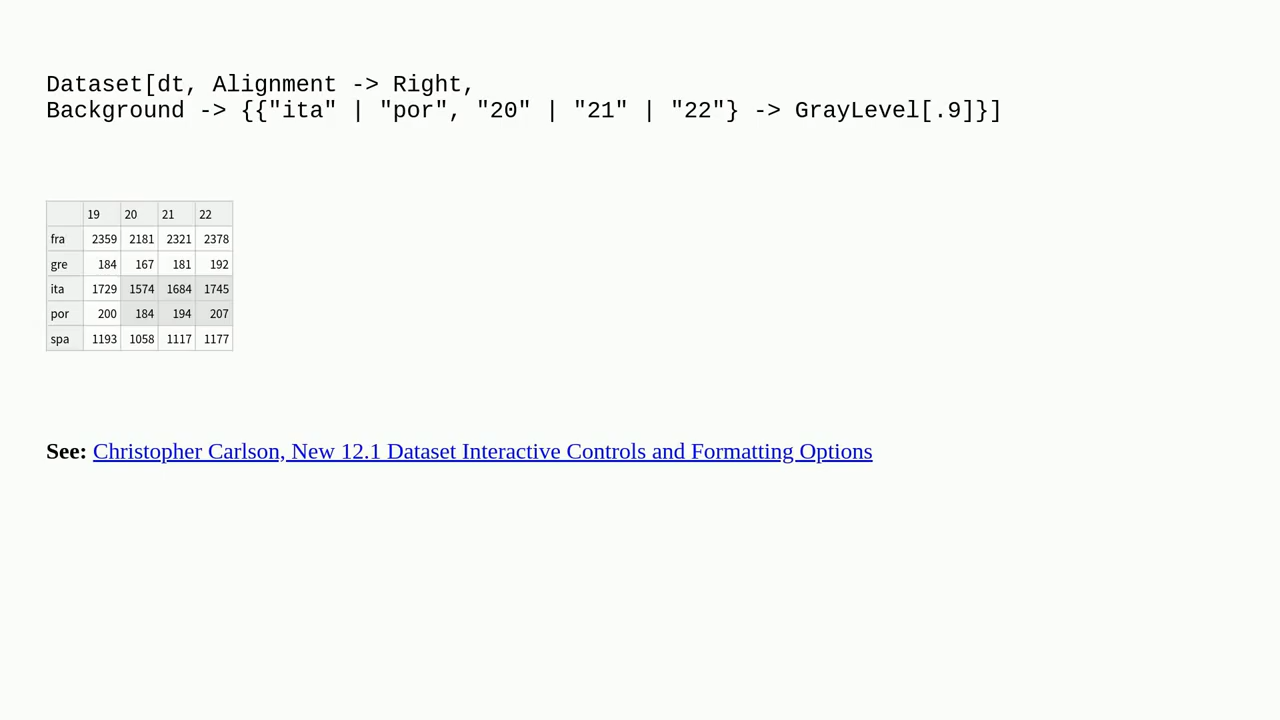 Dataset[dt, Alignment -> Right,
Background -> {{"ita" | "por", "20" | "21" | "22"} -> GrayLevel[.9]}]
19 20 21 22
fra 2359 2181 2321 2378
gre 184 167 181 192
ita 1729 1574 1684 1745
por 200 184 194 207
spa 1193 1058 1117 1177
See: Christopher Carlson, New 12.1 Dataset Interactive Controls and Formatting Options